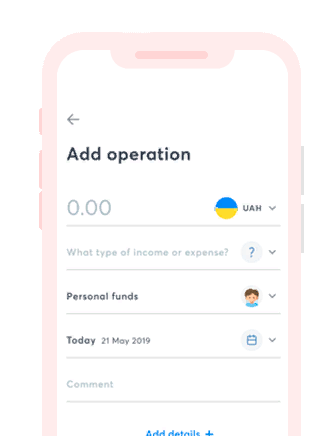 Add operation
0.00 UAH
What type of income or expense? ?
Personal funds
Today 21 May 2019
Comment
Add details +